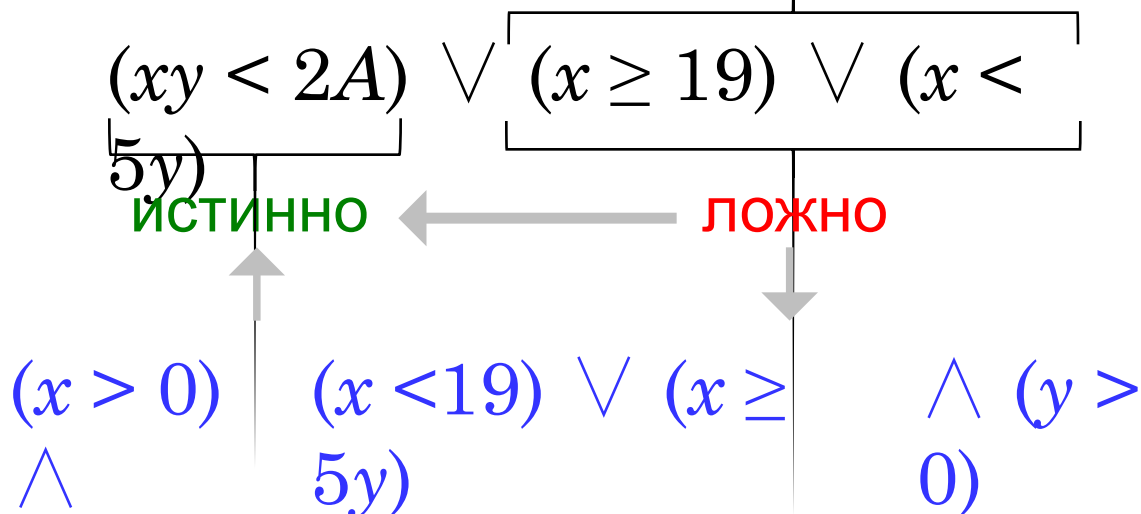 (xy < 2A) ∨ (x ≥ 19) ∨ (x <
5y)
истинно ложно
(x > 0) (x <19) ∨ (x ≥ ∧ (y >
∧ 5y) 0)